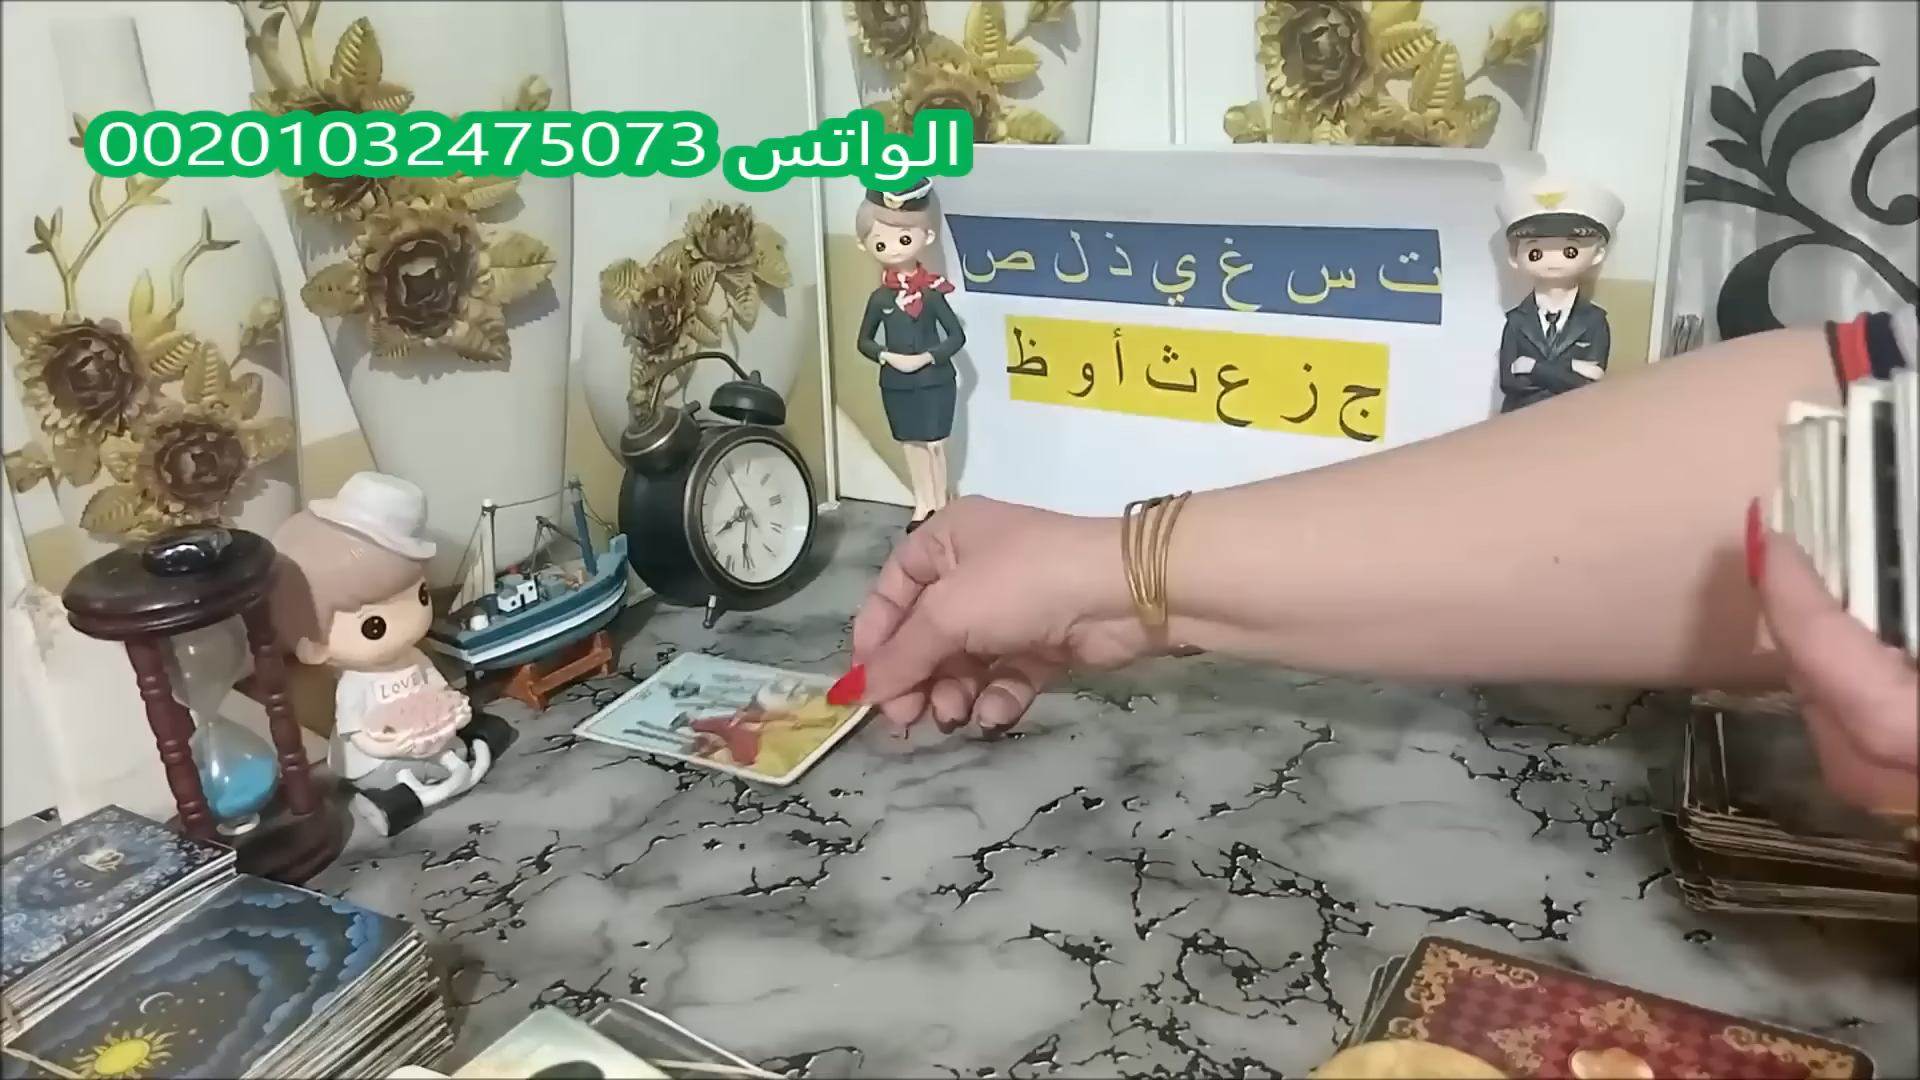 الواتس 00201032475073
ت س غ ي ذ ل ص
ج ز ع ث أ و ظ
LOVE